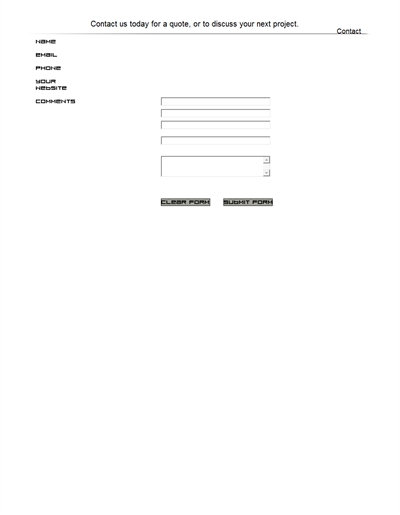 Contact us today for a quote, or to discuss your next project.
Contact
NAME
EMAIL
PHONE
YOUR
WEBSITE
COMMENTS
CLEAR FORM
SUBMIT FORM